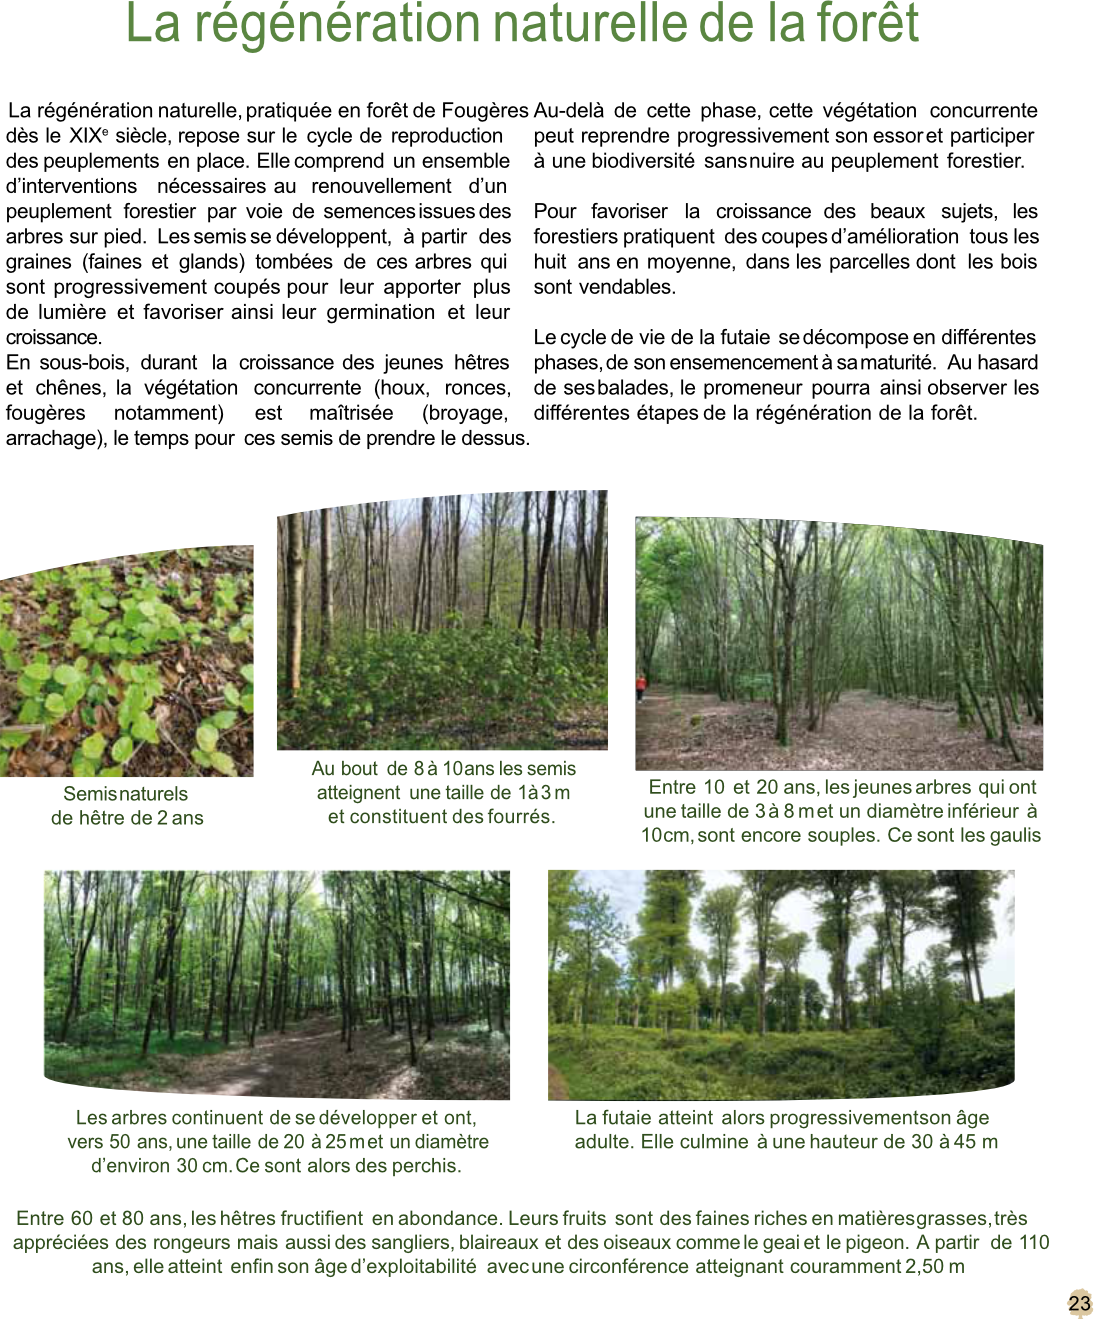 La régénération naturelle de la forêt
La régénération naturelle, pratiquée en forêt de Fougères
dès le XIXe siècle, repose sur le cycle de reproduction
des peuplements en place. Elle comprend un ensemble
d’interventions nécessaires au renouvellement d’un
peuplement forestier par voie de semences issues des
arbres sur pied. Les semis se développent, à partir des
graines (faines et glands) tombées de ces arbres qui
sont progressivement coupés pour leur apporter plus
de lumière et favoriser ainsi leur germination et leur
croissance.
En sous-bois, durant la croissance des jeunes hêtres
et chênes, la végétation concurrente (houx, ronces,
fougères notamment) est maîtrisée (broyage,
arrachage), le temps pour ces semis de prendre le dessus.
Au-delà de cette phase, cette végétation concurrente
peut reprendre progressivement son essor et participer
à une biodiversité sans nuire au peuplement forestier.
Pour favoriser la croissance des beaux sujets, les
forestiers pratiquent des coupes d’amélioration tous les
huit ans en moyenne, dans les parcelles dont les bois
sont vendables.
Le cycle de vie de la futaie se décompose en différentes
phases, de son ensemencement à sa maturité. Au hasard
de ses balades, le promeneur pourra ainsi observer les
différentes étapes de la régénération de la forêt.
Semis naturels
de hêtre de 2 ans
Au bout de 8 à 10 ans les semis
atteignent une taille de 1 à 3 m
et constituent des fourrés.
Entre 10 et 20 ans, les jeunes arbres qui ont
une taille de 3 à 8 m et un diamètre inférieur à
10cm, sont encore souples. Ce sont les gaulis
Les arbres continuent de se développer et ont,
vers 50 ans, une taille de 20 à 25 m et un diamètre
d’environ 30 cm. Ce sont alors des perchis.
La futaie atteint alors progressivement son âge
adulte. Elle culmine à une hauteur de 30 à 45 m
Entre 60 et 80 ans, les hêtres fructifient en abondance. Leurs fruits sont des faines riches en matières grasses, très
appréciées des rongeurs mais aussi des sangliers, blaireaux et des oiseaux comme le geai et le pigeon. A partir de 110
ans, elle atteint enfin son âge d’exploitabilité avec une circonférence atteignant couramment 2,50 m
23